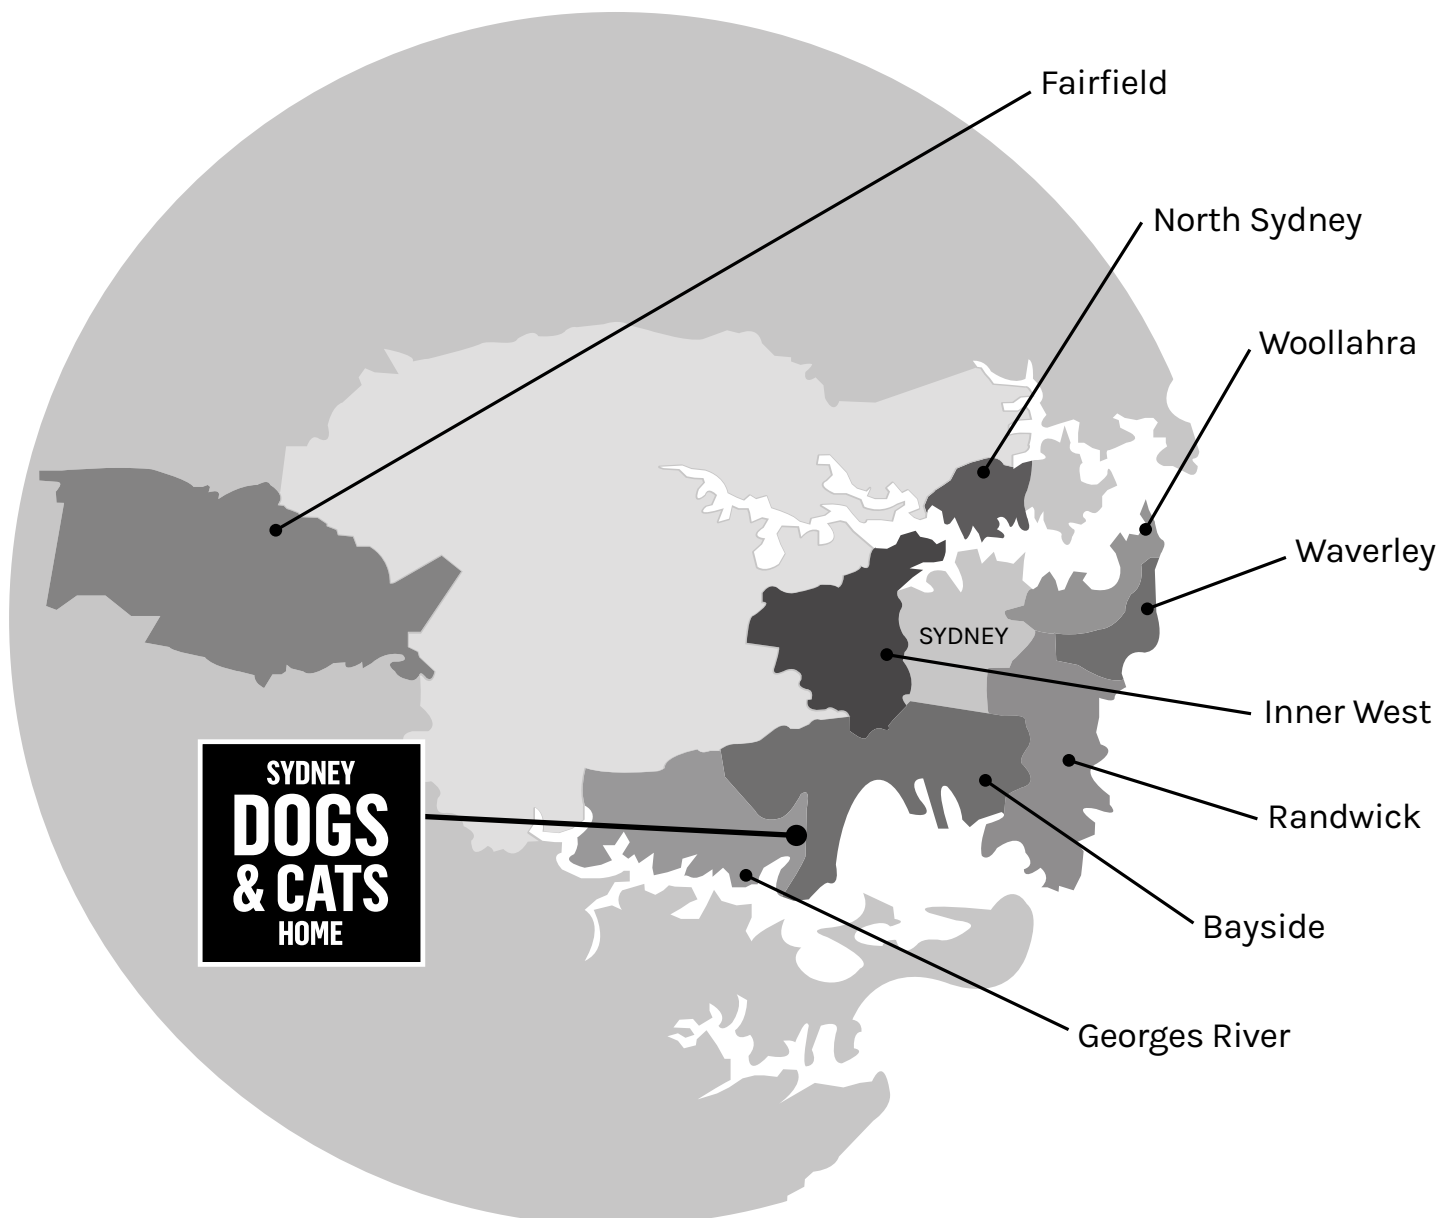 Fairfield
North Sydney
Woollahra
Waverley
SYDNEY
Inner West
SYDNEY
DOGS
& CATS
HOME
Randwick
Bayside
Georges River